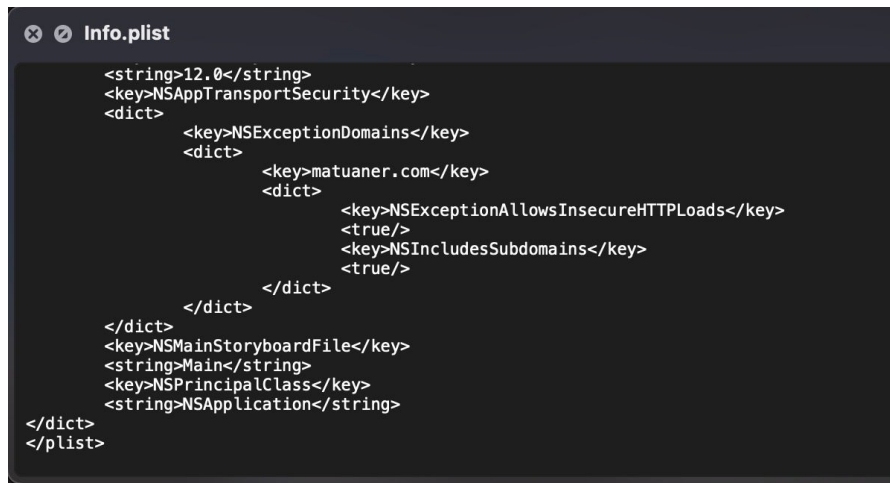 Info.plist
<string>12.0</string>
<key>NSAppTransportSecurity</key>
<dict>
<key>NSExceptionDomains</key>
<dict>
<key>matuaner.com</key>
<dict>
<key>NSExceptionAllowsInsecureHTTPLoads</key>
<true/>
<key>NSIncludesSubdomains</key>
<true/>
</dict>
</dict>
</dict>
<key>NSMainStoryboardFile</key>
<string>Main</string>
<key>NSPrincipalClass</key>
<string>NSApplication</string>
</dict>
</plist>